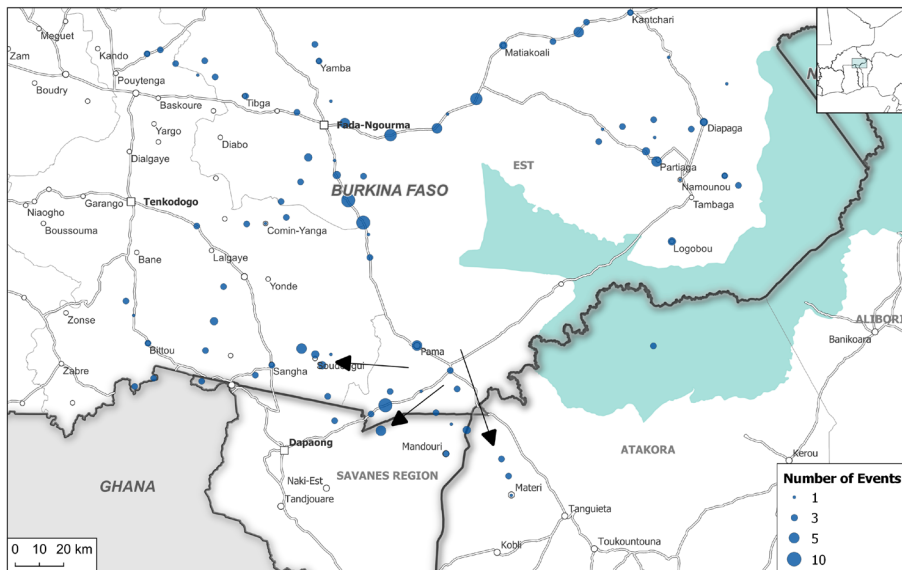 Meguet
Kando
Zam
Boudry
Pouytenga
Baskoure
Tibga
Yamba
Matiakoali
Kantchari
N
Fada-Ngourma
Yargo
Diabo
Dialgaye
Diapaga
EST
Partiaga
BURKINA FASO
Namounou
Tambaga
Niaogho
Garango
Tenkodogo
Boussouma
Comin-Yanga
Logobou
Bane
Lalgaye
Yonde
Zonse
ALIBORI
Banikoara
Bittou
Pama
Zabre
Sangha
Soudougui
Dapaong
Mandouri
ATAKORA
Kerou
GHANA
Naki-Est
SAVANES REGION
Tandjouare
Materi
Tanguieta
Kobli
Toukountouna
Number of Events
1
3
5
10
0 10 20 km